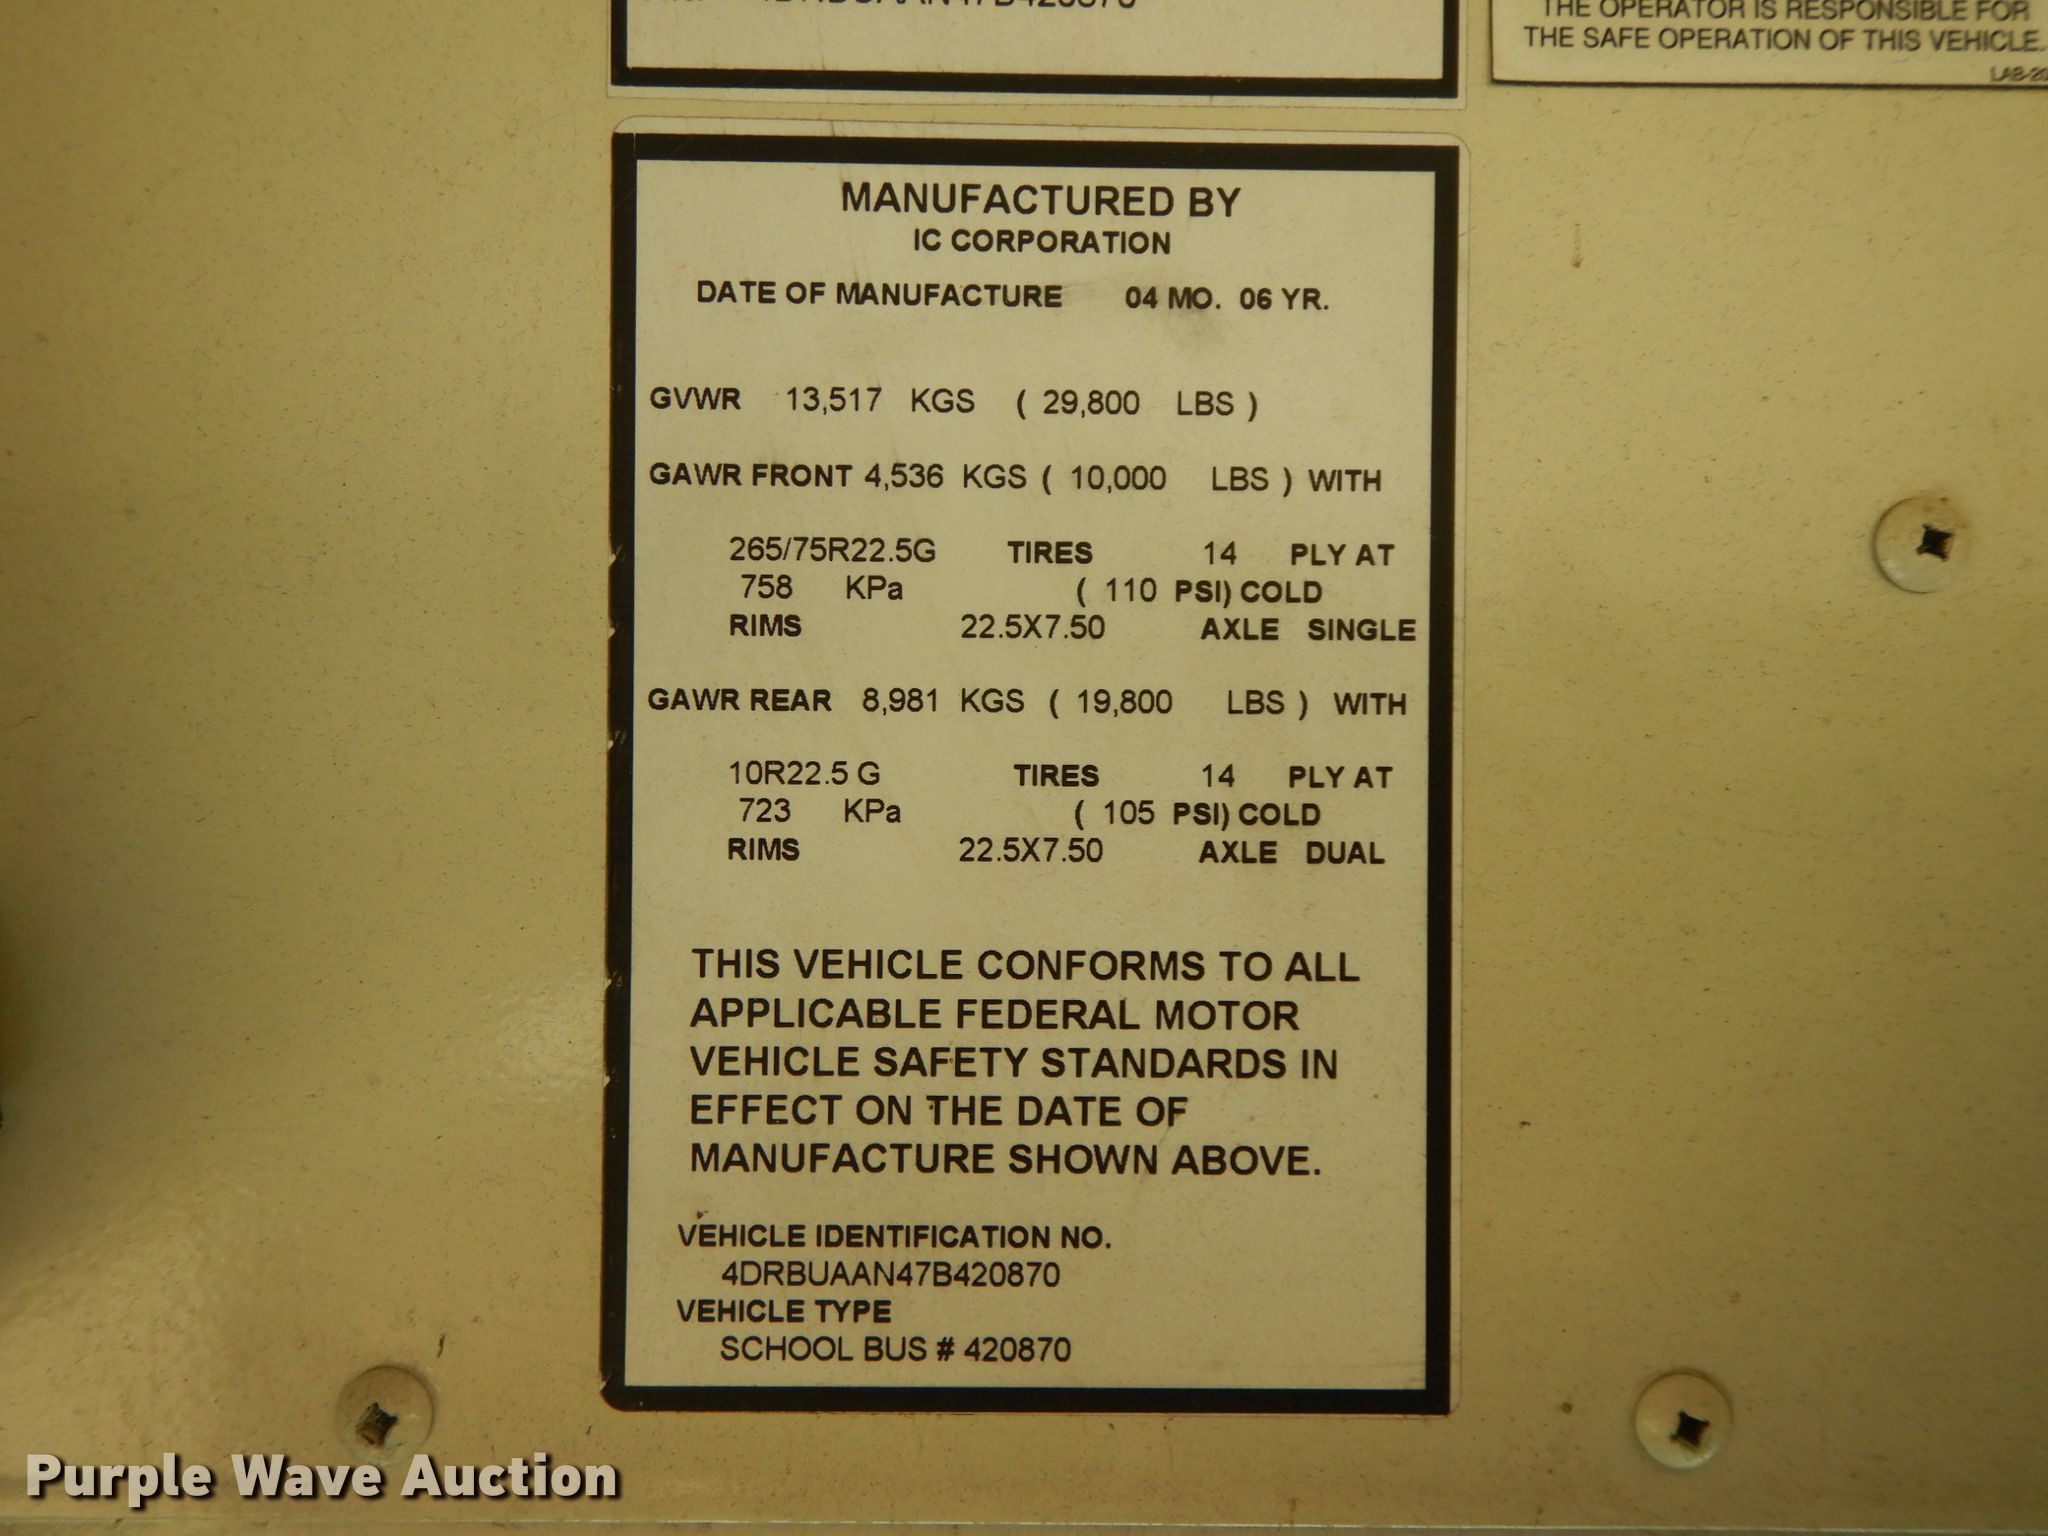 4DRBUAAN47B420870
THE OPERATOR IS RESPONSIBLE FOR
THE SAFE OPERATION OF THIS VEHICLE.
MANUFACTURED BY
IC CORPORATION
DATE OF MANUFACTURE 04 MO. 06 YR.
GVWR 13,517 KGS ( 29,800 LBS )
GAWR FRONT 4,536 KGS ( 10,000 LBS ) WITH
265/75R22.5G TIRES 14 PLY AT
758 KPa ( 110 PSI) COLD
RIMS 22.5X7.50 AXLE SINGLE
GAWR REAR 8,981 KGS ( 19,800 LBS ) WITH
10R22.5 G TIRES 14 PLY AT
723 KPa ( 105 PSI) COLD
RIMS 22.5X7.50 AXLE DUAL
THIS VEHICLE CONFORMS TO ALL
APPLICABLE FEDERAL MOTOR
VEHICLE SAFETY STANDARDS IN
EFFECT ON THE DATE OF
MANUFACTURE SHOWN ABOVE.
VEHICLE IDENTIFICATION NO.
4DRBUAAN47B420870
VEHICLE TYPE
SCHOOL BUS # 420870
Purple Wave Auction